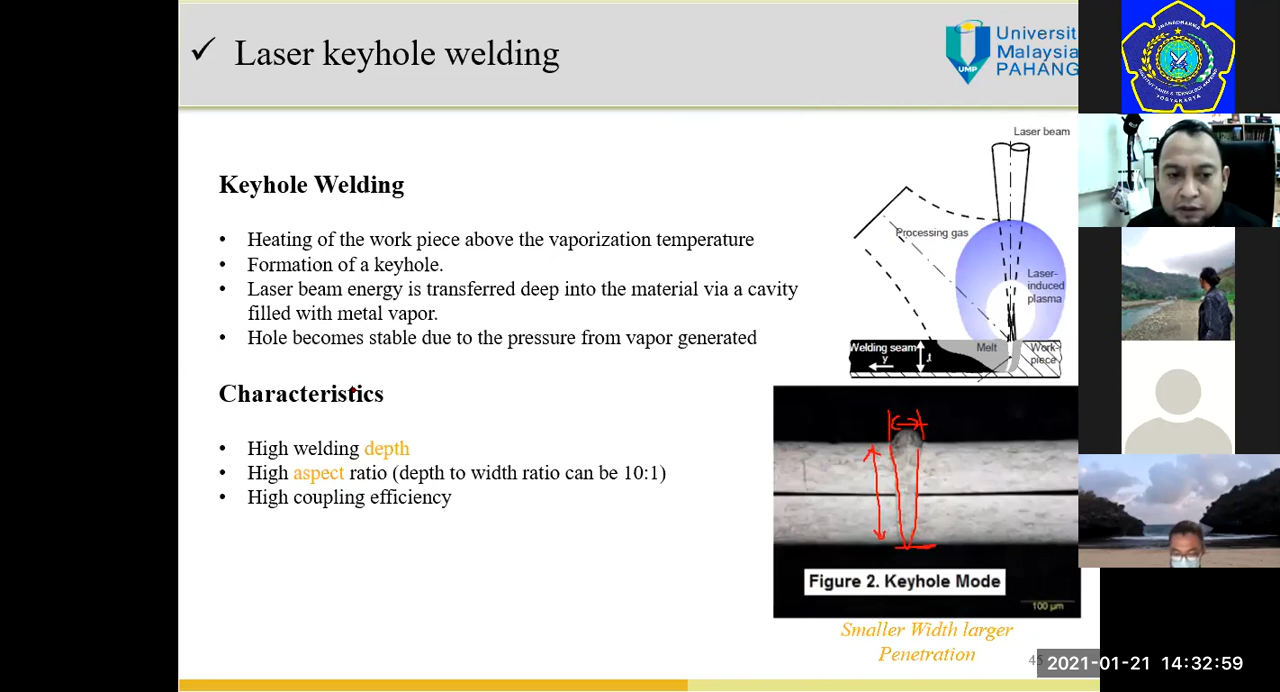 ✓ Laser keyhole welding
Universit
Malaysia
PAHANG
UMP
Keyhole Welding
• Heating of the work piece above the vaporization temperature
• Formation of a keyhole.
• Laser beam energy is transferred deep into the material via a cavity
filled with metal vapor.
• Hole becomes stable due to the pressure from vapor generated
Characteristics
• High welding depth
• High aspect ratio (depth to width ratio can be 10:1)
• High coupling efficiency
Laser beam
Processing gas
Laser-
induced
plasma
Welding seam
v
t
Melt
Work-
piece
Figure 2. Keyhole Mode
100 µm
Smaller Width larger
Penetration
2021-01-21 14:32:59
YOGYAKARTA